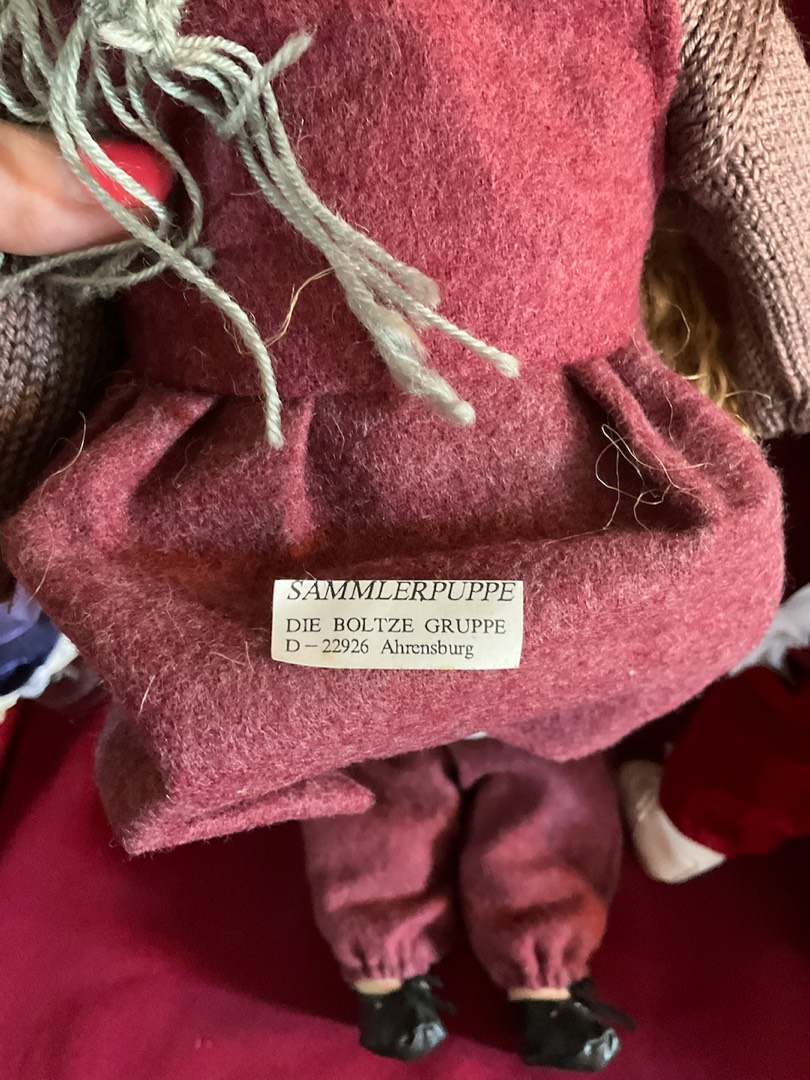 SAMMLERPUPPE
DIE BOLTZE GRUPPE
D – 22926 Ahrensburg